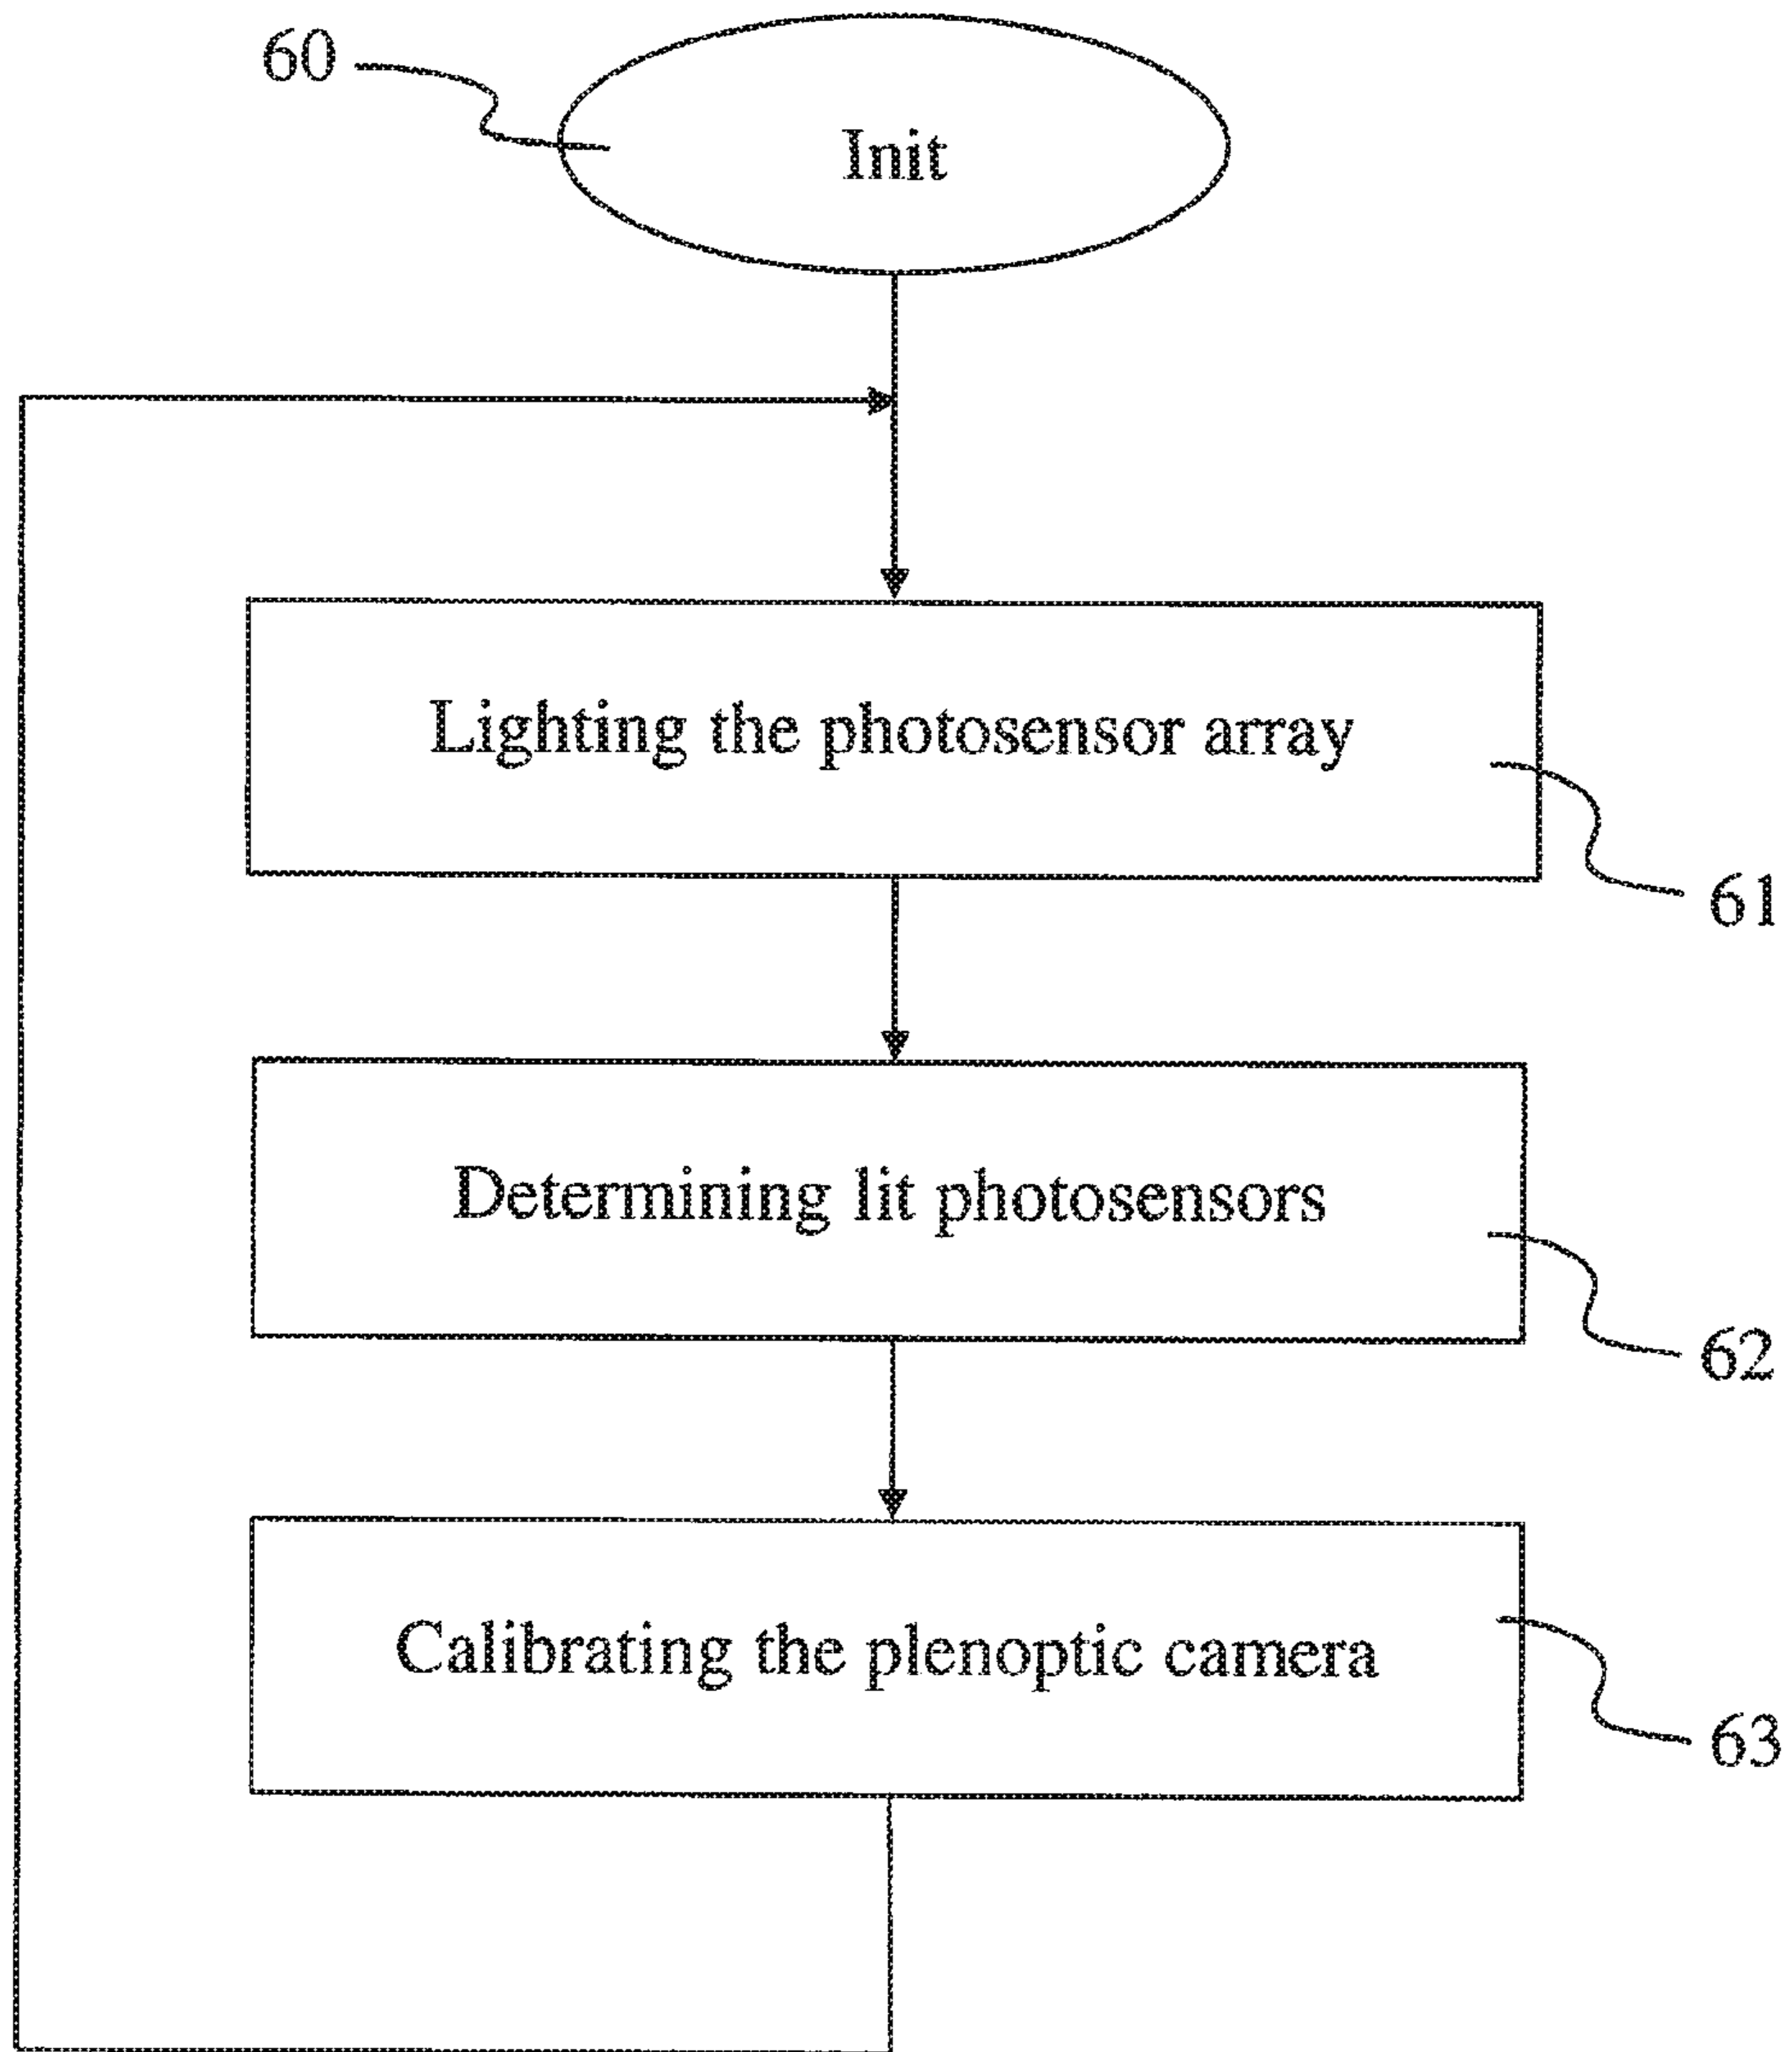 60
Init
Lighting the photosensor array
61
Determining lit photosensors
62
Calibrating the plenoptic camera
63